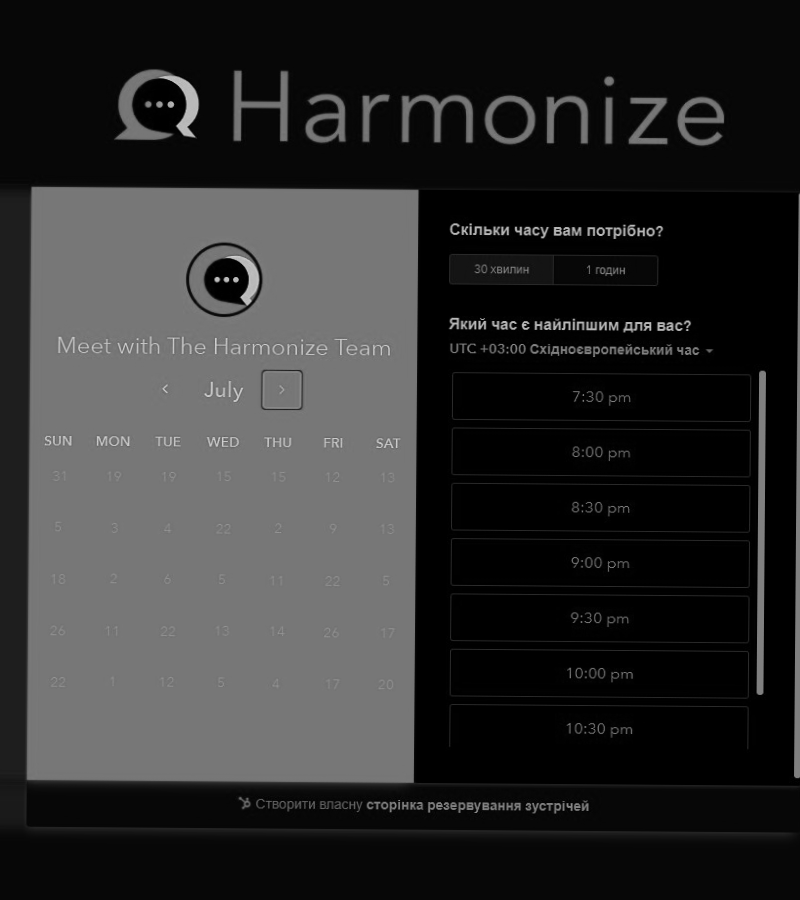 Harmonize
Meet with The Harmonize Team
July
SUN MON TUE WED THU FRI SAT
31 19 19 15 15 12 13
5 3 4 22 2 9 13
18 2 6 5 11 22 5
26 11 22 13 14 26 17
22 1 12 5 4 17 20
Скільки часу вам потрібно?
30 хвилин 1 годин
Який час є найліпшим для вас?
UTC +03:00 Східноєвропейський час
7:30 pm
8:00 pm
8:30 pm
9:00 pm
9:30 pm
10:00 pm
10:30 pm
Створити власну сторінка резервування зустрічей